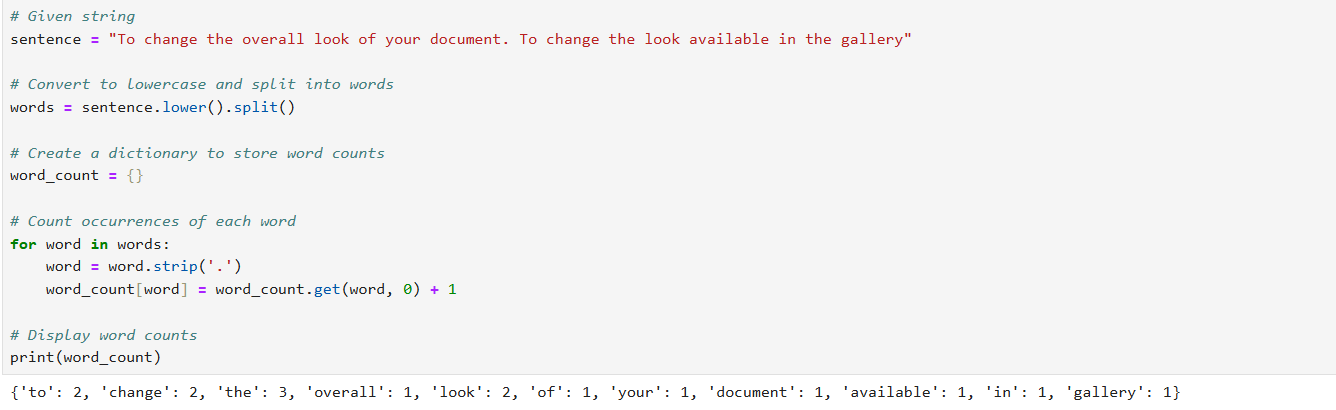 # Given string
sentence = "To change the overall look of your document. To change the look available in the gallery"
# Convert to lowercase and split into words
words = sentence.lower().split()
# Create a dictionary to store word counts
word_count = {}
# Count occurrences of each word
for word in words:
    word = word.strip('.')
    word_count[word] = word_count.get(word, 0) + 1
# Display word counts
print(word_count)
{'to': 2, 'change': 2, 'the': 3, 'overall': 1, 'look': 2, 'of': 1, 'your': 1, 'document': 1, 'available': 1, 'in': 1, 'gallery': 1}